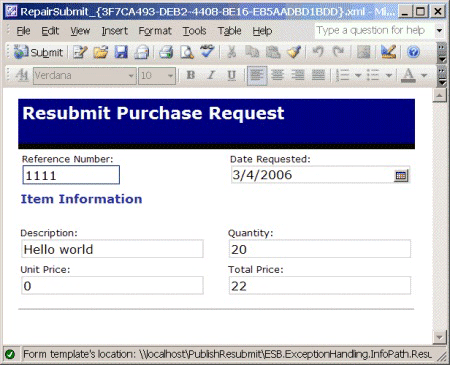 RepairSubmit_{3F7CA493-DEB2-440B-8E16-EB5AADBD1BDD}.xml - Mi...
File Edit View Insert Format Tools Table Help Type a question for help
Submit
Verdana 10 B I U A
Resubmit Purchase Request
Reference Number: Date Requested:
1111 3/4/2006
Item Information
Description: Quantity:
Hello world 20
Unit Price: Total Price:
0 22
Form template's location: \\localhost\PublishResubmit\ESB.ExceptionHandling.InfoPath.Resu